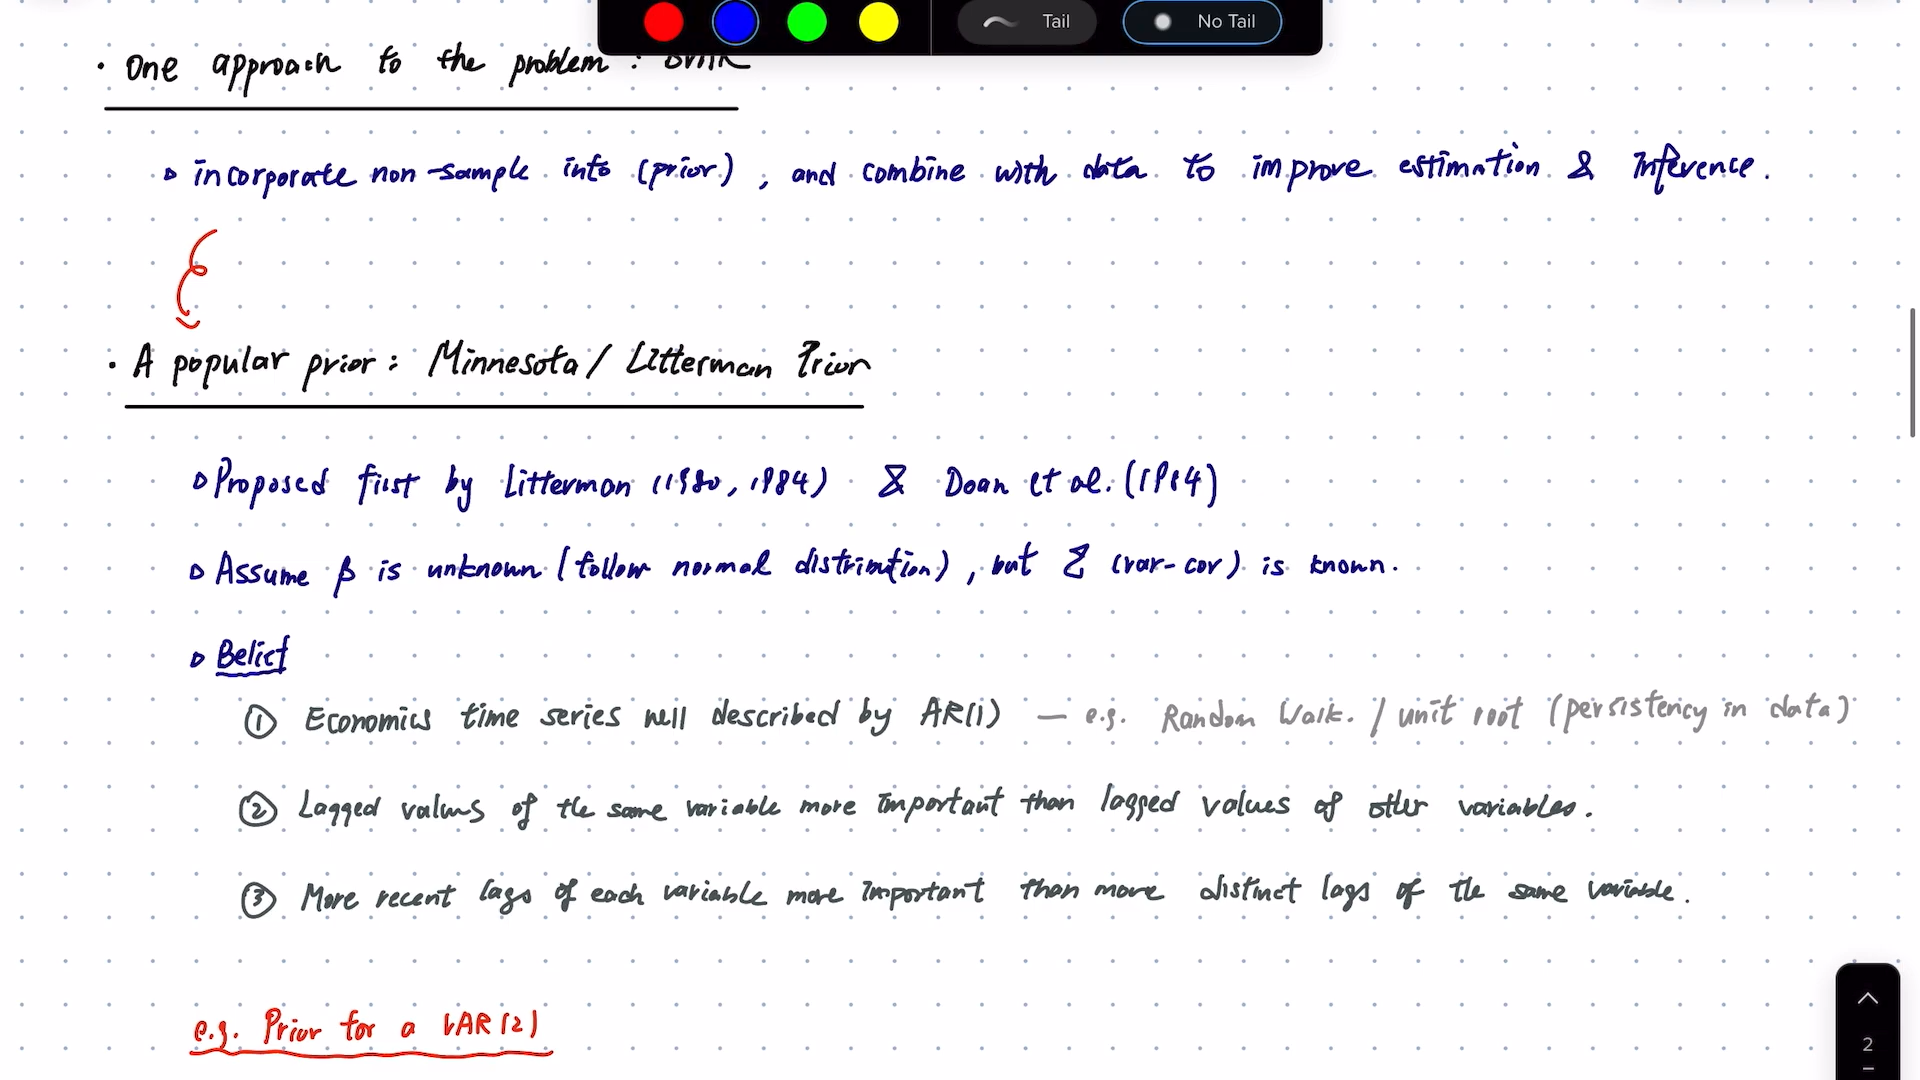 Tail
No Tail
· One approach to the problem : BVAR
▹ incorporate non-sample info (prior), and combine with data to improve estimation & Inference.
· A popular prior: Minnesota / Litterman Prior
▹ Proposed first by Litterman (1980, 1984) & Doan et al. (1984)
▹ Assume β is unknown (follow normal distribution), but Σ (var-cov) is known.
▹ Belief
① Economics time series well described by AR(1) — e.g. Random Walk. / unit root (persistency in data)
② Lagged values of the same variable more important than lagged values of other variables.
③ More recent lags of each variable more important than more distinct lags of the same variable.
e.g. Prior for a VAR(2)
2